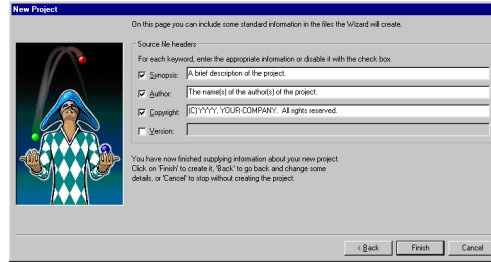 New Project
On this page you can include some standard information in the files the Wizard will create.
Source file headers
For each keyword, enter the appropriate information or disable it with the check box.
Synopsis: A brief description of the project.
Author: The name(s) of the author(s) of the project.
Copyright: (C) YYYY, YOUR-COMPANY. All rights reserved.
Version:
You have now finished supplying information about your new project.
Click on 'Finish' to create it, 'Back' to go back and change some
details, or 'Cancel' to stop without creating the project.
< Back Finish Cancel